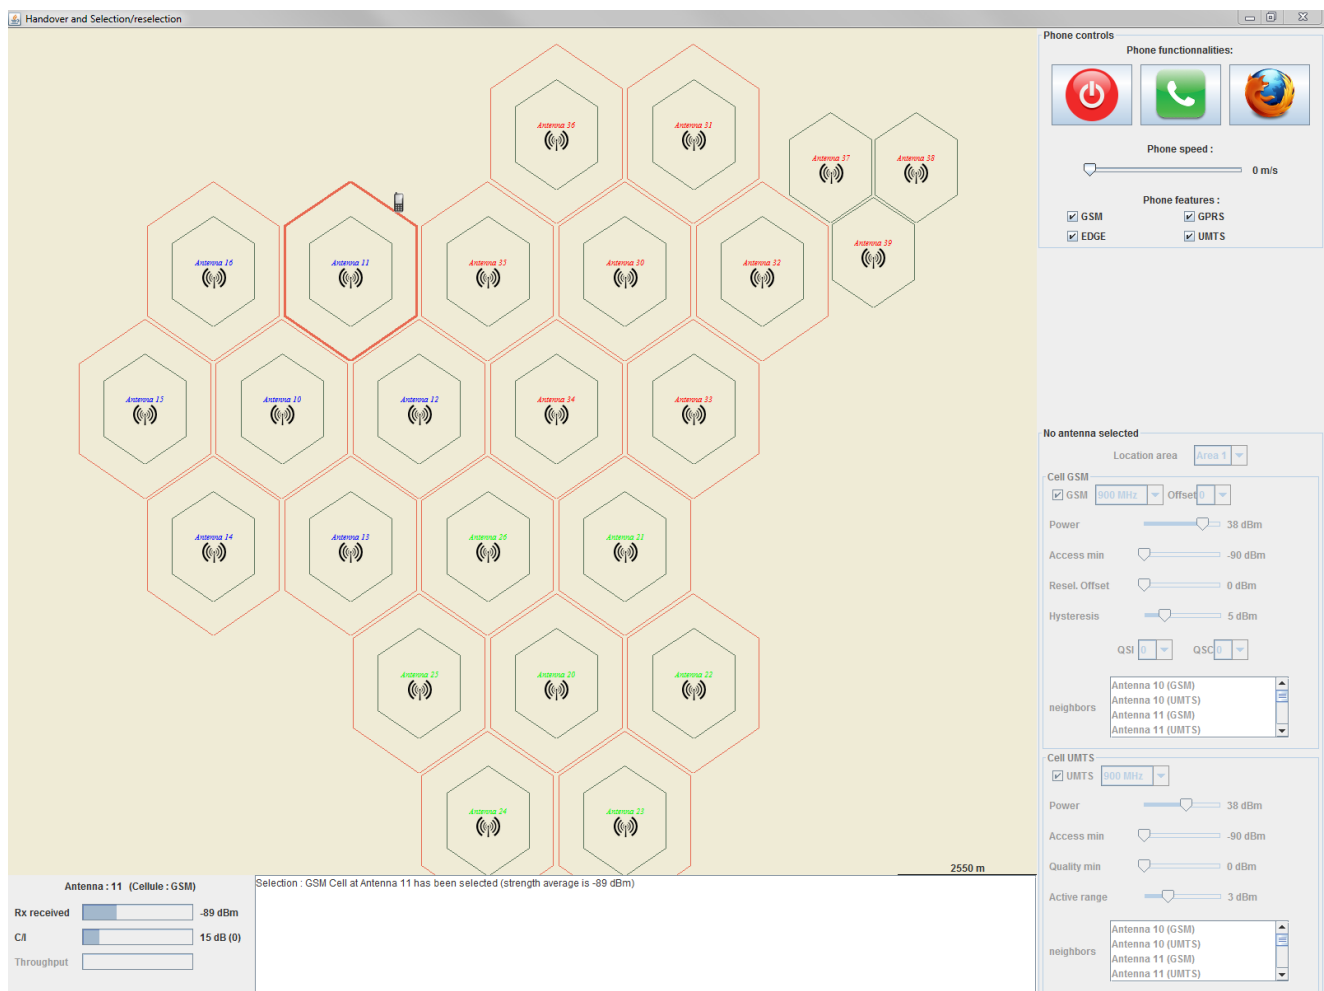 Handover and Selection/reselection
Phone controls
Phone functionnalities:
Phone speed :
0 m/s
Phone features :
GSM GPRS
EDGE UMTS
Antenna 36 Antenna 31
Antenna 37 Antenna 38
Antenna 39
Antenna 16 Antenna 11 Antenna 35 Antenna 30 Antenna 32
Antenna 15 Antenna 10 Antenna 12 Antenna 34 Antenna 33
Antenna 14 Antenna 13 Antenna 26 Antenna 21
Antenna 25 Antenna 20 Antenna 22
Antenna 24 Antenna 23
2550 m
No antenna selected
Location area Area 1
Cell GSM
GSM 900 MHz Offset 0
Power 38 dBm
Access min -90 dBm
Resel. Offset 0 dBm
Hysteresis 5 dBm
QSI 0 QSC 0
neighbors
Antenna 10 (GSM)
Antenna 10 (UMTS)
Antenna 11 (GSM)
Antenna 11 (UMTS)
Cell UMTS
UMTS 900 MHz
Power 38 dBm
Access min -90 dBm
Quality min 0 dBm
Active range 3 dBm
neighbors
Antenna 10 (GSM)
Antenna 10 (UMTS)
Antenna 11 (GSM)
Antenna 11 (UMTS)
Antenna : 11 (Cellule : GSM)
Rx received -89 dBm
C/I 15 dB (0)
Throughput
Selection : GSM Cell at Antenna 11 has been selected (strength average is -89 dBm)